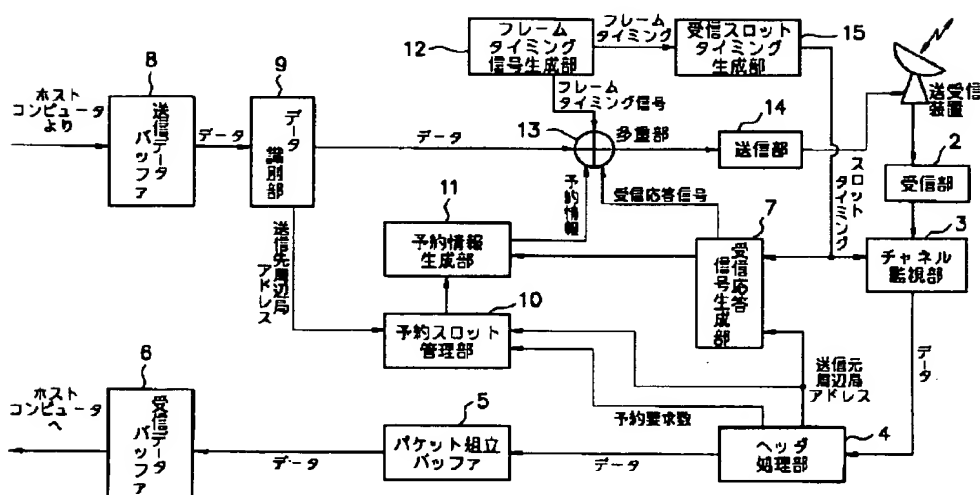 12
フレーム
タイミング
信号生成部
フレーム
タイミング
受信スロット
タイミング
生成部
15
8
9
ホスト
コンピュータ
より
送信データ
バッファ
データ
データ
識別部
データ
フレーム
タイミング信号
13
多重部
14
送信部
送受信
装置
2
受信部
スロット
タイミング
3
チャネル
監視部
予約情報
受信応答信号
11
予約情報
生成部
7
受信応答
信号生成部
送信先周辺局
アドレス
10
予約スロット
管理部
送信元
周辺局
アドレス
データ
6
ホスト
コンピュータ
へ
受信データ
バッファ
データ
5
パケット組立
バッファ
予約要求数
データ
ヘッダ
処理部
4